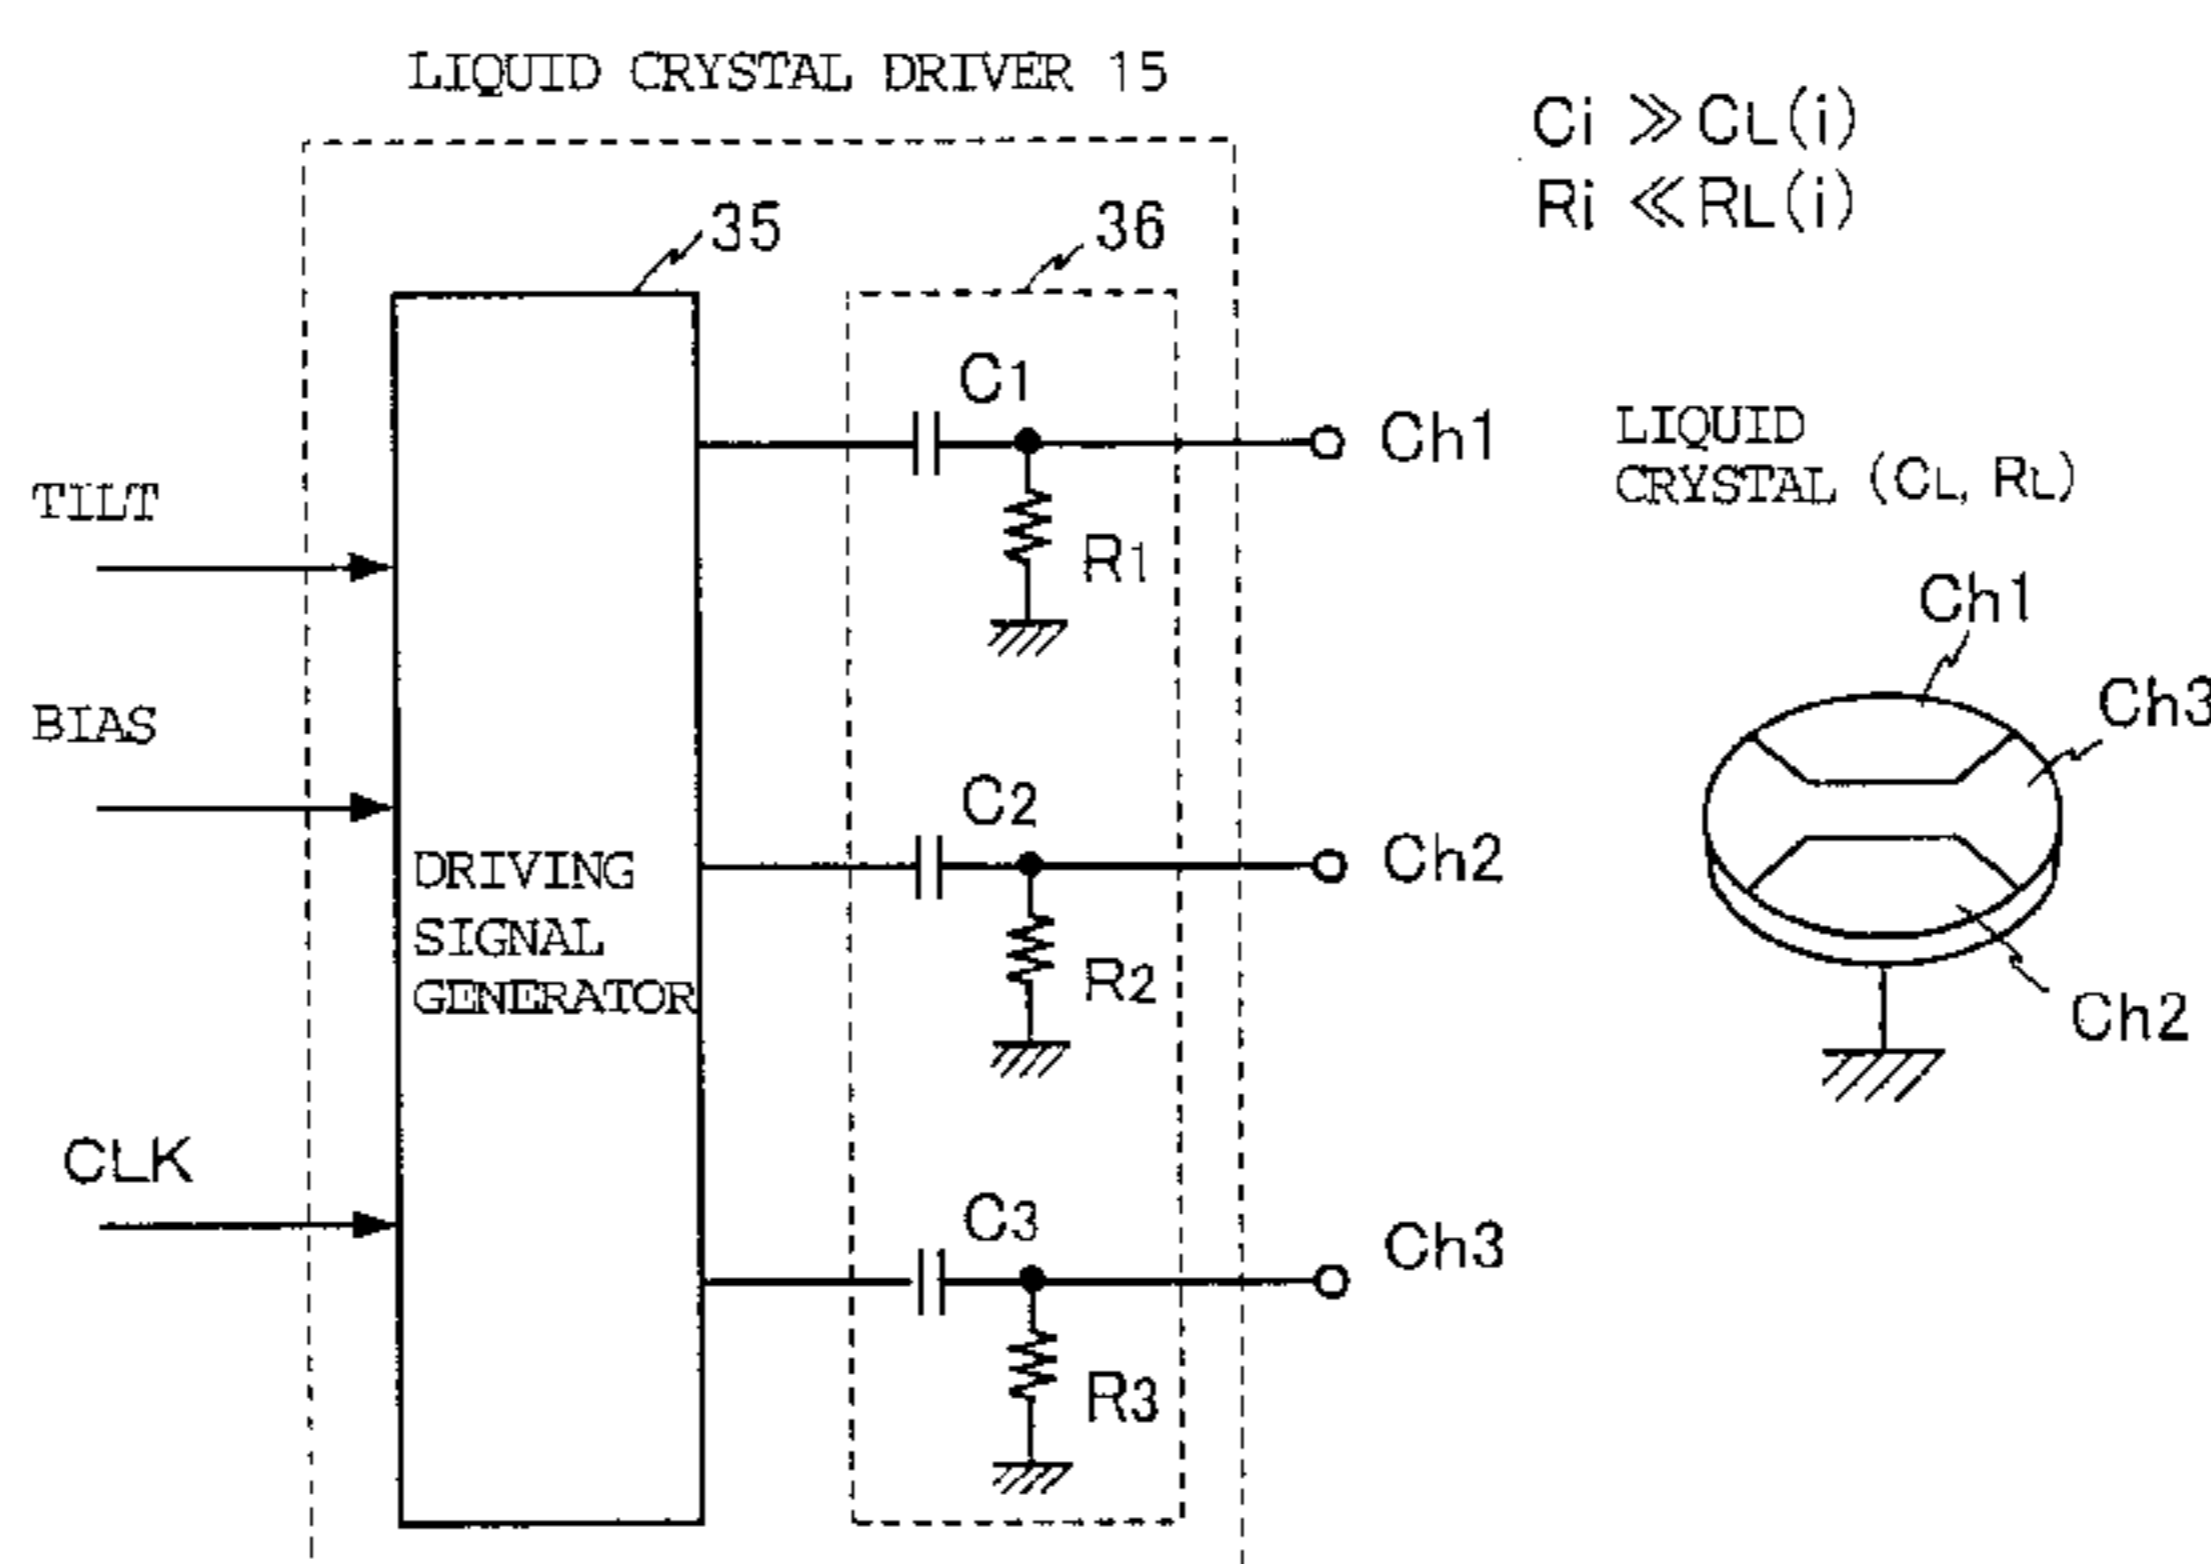 LIQUID CRYSTAL DRIVER 15
Ci ≫ CL(i)
Ri ≪ RL(i)
35
36
C1
Ch1
R1
TILT
BIAS
CLK
DRIVING
SIGNAL
GENERATOR
C2
Ch2
R2
C3
Ch3
R3
LIQUID
CRYSTAL (CL, RL)
Ch1
Ch3
Ch2